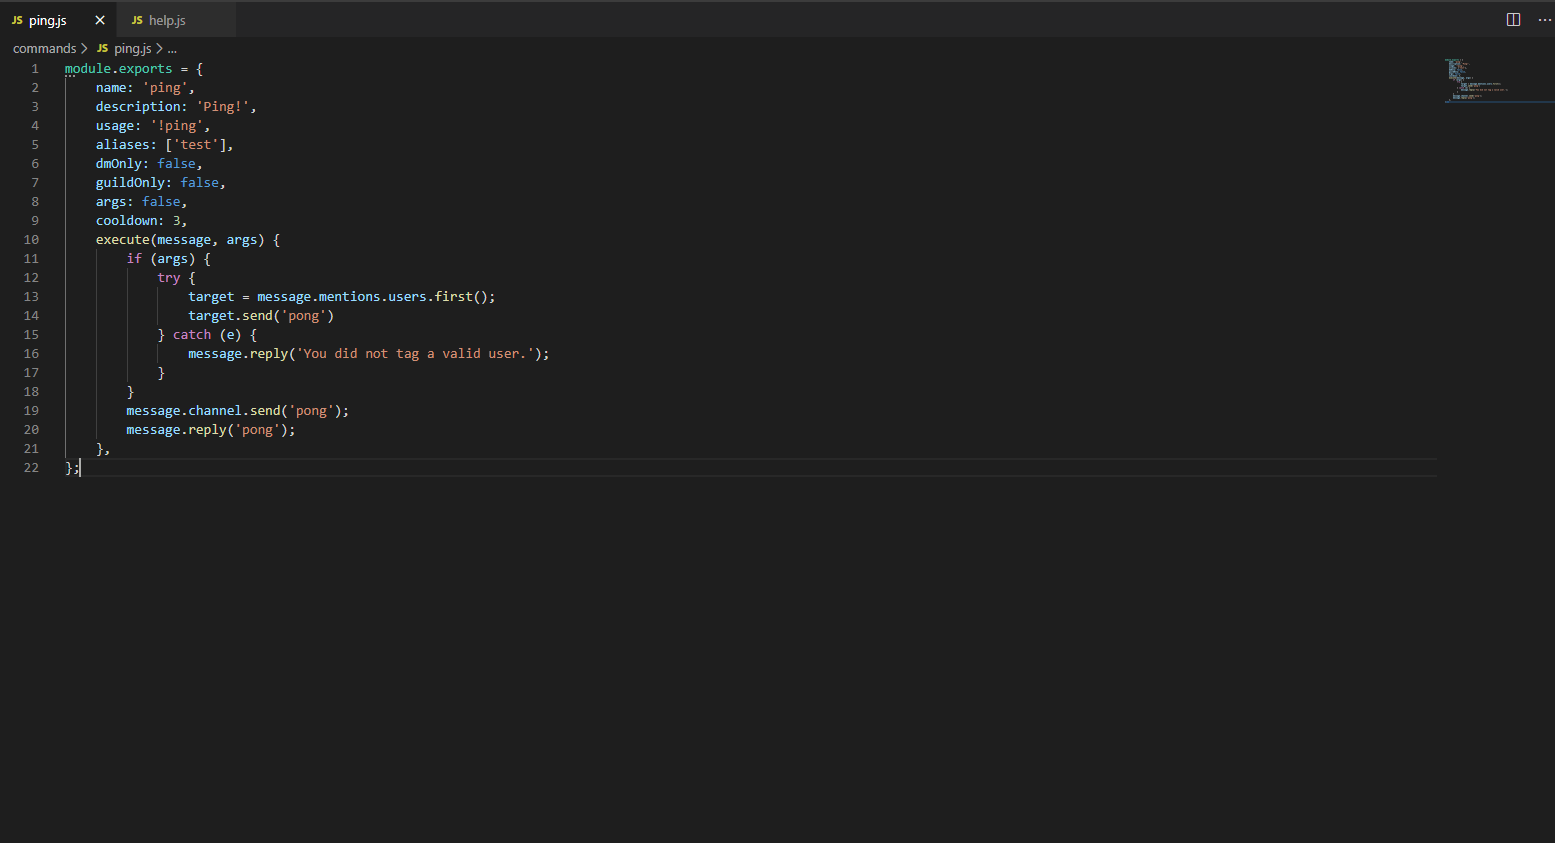 JS ping.js × JS help.js ...
commands > JS ping.js > ...
1 module.exports = {
2 name: 'ping',
3 description: 'Ping!',
4 usage: '!ping',
5 aliases: ['test'],
6 dmOnly: false,
7 guildOnly: false,
8 args: false,
9 cooldown: 3,
10 execute(message, args) {
11 if (args) {
12 try {
13 target = message.mentions.users.first();
14 target.send('pong')
15 } catch (e) {
16 message.reply('You did not tag a valid user.');
17 }
18 }
19 message.channel.send('pong');
20 message.reply('pong');
21 },
22 };